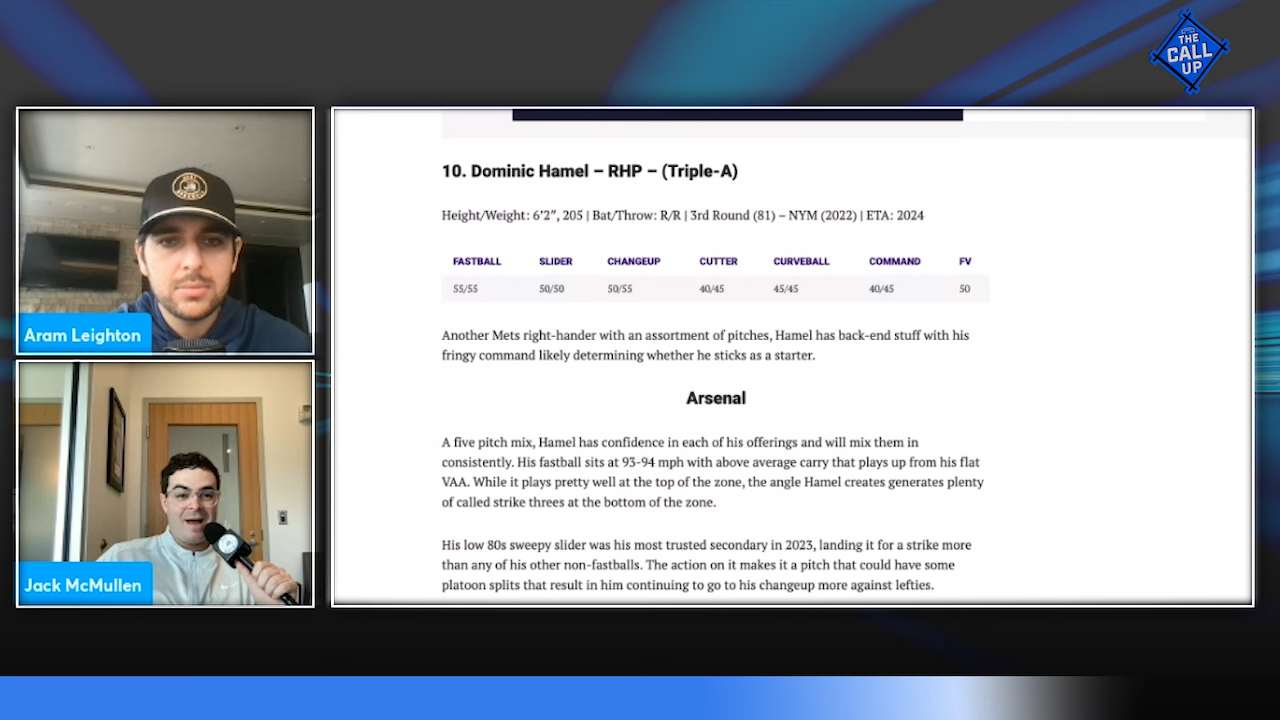 THE
CALL
UP
Aram Leighton
Jack McMullen
10. Dominic Hamel – RHP – (Triple-A)
Height/Weight: 6’2″, 205 | Bat/Throw: R/R | 3rd Round (81) – NYM (2022) | ETA: 2024
FASTBALL SLIDER CHANGEUP CUTTER CURVEBALL COMMAND FV
55/55 50/50 50/55 40/45 45/45 40/45 50
Another Mets right-hander with an assortment of pitches, Hamel has back-end stuff with his
fringy command likely determining whether he sticks as a starter.
Arsenal
A five pitch mix, Hamel has confidence in each of his offerings and will mix them in
consistently. His fastball sits at 93-94 mph with above average carry that plays up from his flat
VAA. While it plays pretty well at the top of the zone, the angle Hamel creates generates plenty
of called strike threes at the bottom of the zone.
His low 80s sweepy slider was his most trusted secondary in 2023, landing it for a strike more
than any of his other non-fastballs. The action on it makes it a pitch that could have some
platoon splits that result in him continuing to go to his changeup more against lefties.